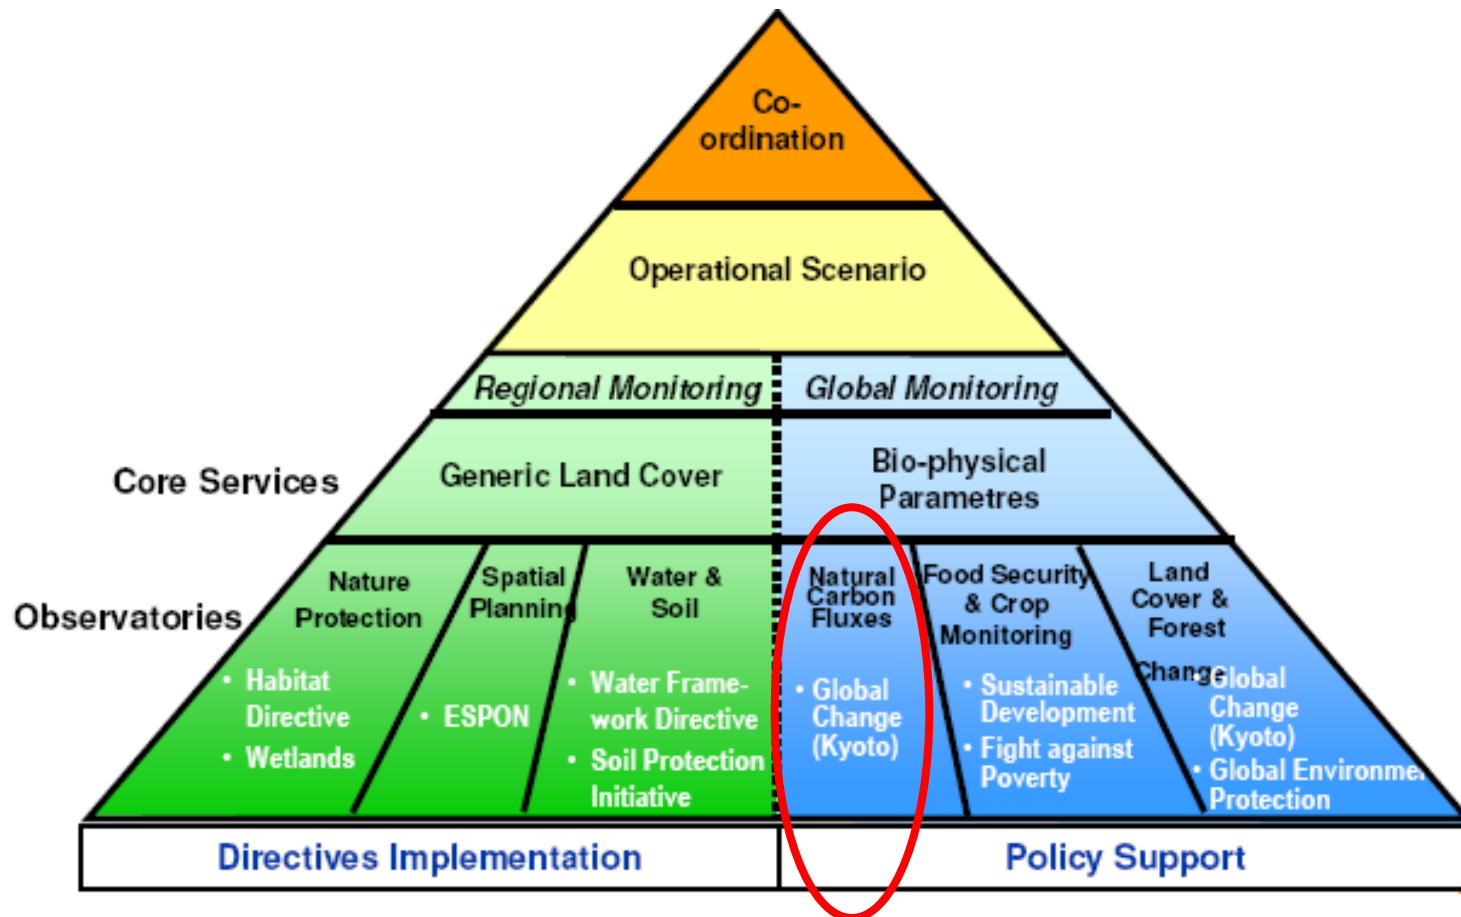 Co-
ordination
Operational Scenario
Regional Monitoring
Global Monitoring
Core Services
Generic Land Cover
Bio-physical
Parametres
Observatories
Nature
Protection
• Habitat
Directive
• Wetlands
Spatial
Planning
• ESPON
Water &
Soil
• Water Frame-
work Directive
• Soil Protection
Initiative
Natural
Carbon
Fluxes
• Global
Change
(Kyoto)
Food Security
& Crop
Monitoring
• Sustainable
Development
• Fight against
Poverty
Land
Cover &
Forest
Change
• Global
Change
(Kyoto)
• Global Environmen
Protection
Directives Implementation
Policy Support